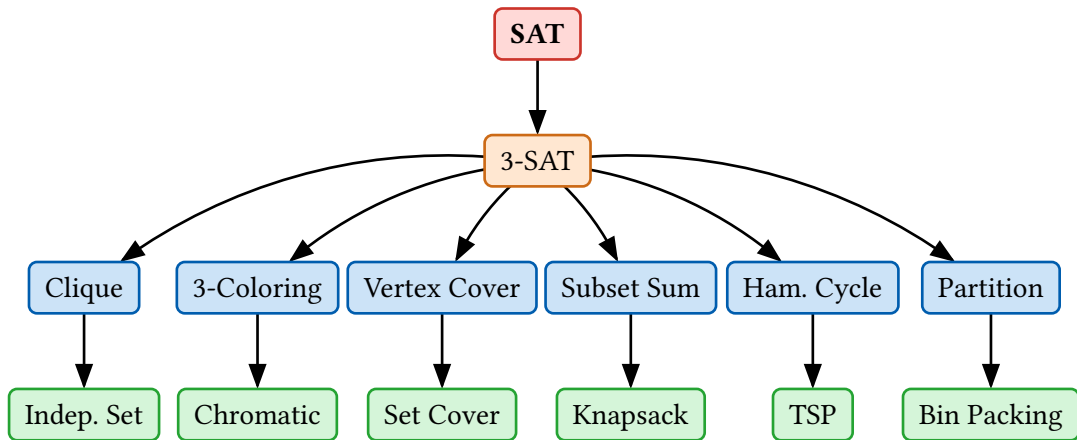 SAT
3-SAT
Clique
3-Coloring
Vertex Cover
Subset Sum
Ham. Cycle
Partition
Indep. Set
Chromatic
Set Cover
Knapsack
TSP
Bin Packing